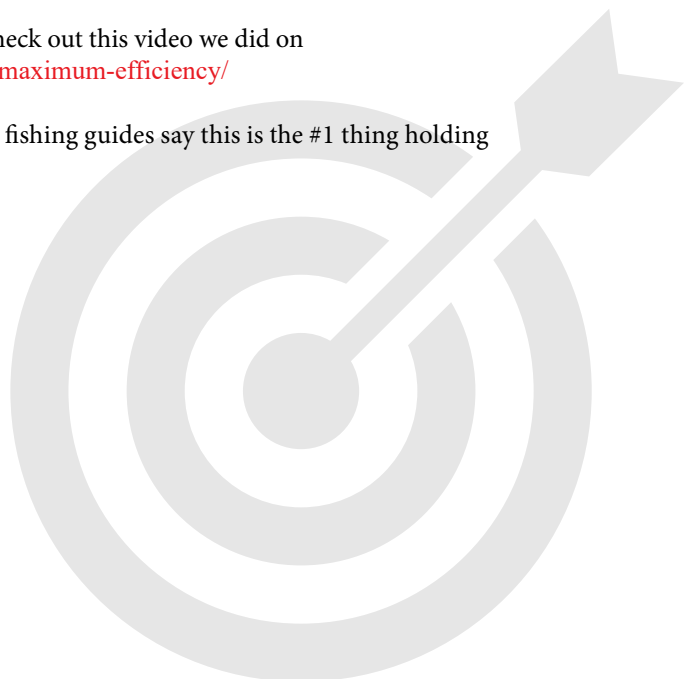 heck out this video we did on
maximum-efficiency/
fishing guides say this is the #1 thing holding